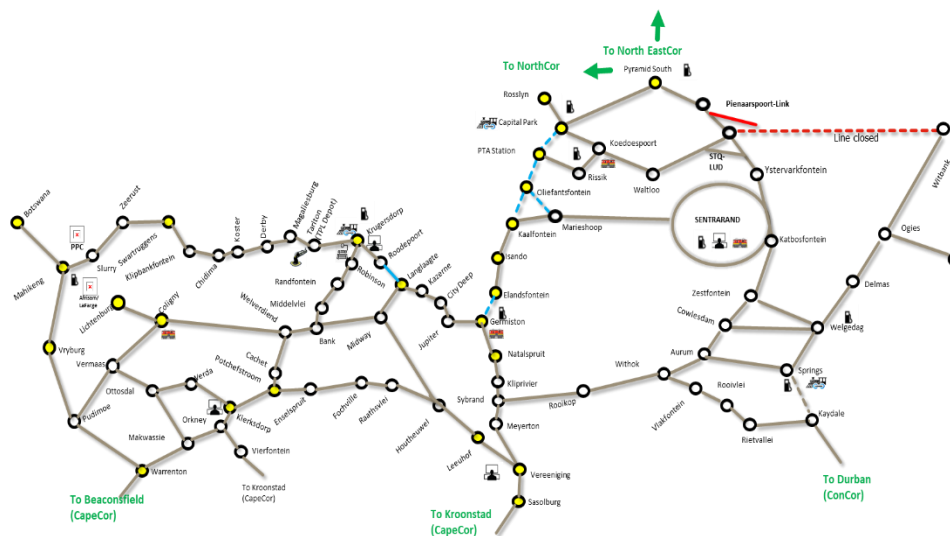 To North EastCor
To NorthCor
Pyramid South
Rosslyn
Pienaarspoort-Link
Capital Park
Line closed
Koedoespoort
PTA Station
STQ-
LUD
Rissik
Waltloo
Ystervarkfontein
Witbank
Oliefantsfontein
Botswana
Zeerust
Magaliesburg
Tarlton
(TPL Depot)
Derby
Koster
Swartruggens
Krugersdorp
Roodepoort
Marieshoop
SENTRARAND
Kaalfontein
Katbosfontein
Ogies
PPC
Slurry
Klipbankfontein
Chidima
Mahikeng
Randfontein
Robinson
Langlaagte
Kazerne
City Deep
Isando
Elandsfontein
Zestfontein
Delmas
Lafarge
Lichtenburg
Coligny
Welverdiend
Middelvlei
Bank
Midway
Jupiter
Germiston
Cowlesdam
Welgedag
Vryburg
Vermaas
Cachet
Potchefstroom
Natalspruit
Aurum
Springs
Withok
Ottosdal
Verda
Klerksdorp
Enselspruit
Fochville
Raathsvlei
Kliprivier
Sybrand
Rooikop
Vlakfontein
Rooivlei
Rietvallei
Kaydale
Pudimoe
Makwassie
Orkney
Vierfontein
Houtheuwel
Leeuhof
Meyerton
Warrenton
Vereeniging
Sasolburg
To Kroonstad
(CapeCor)
To Beaconsfield
(CapeCor)
To Kroonstad
(CapeCor)
To Durban
(ConCor)